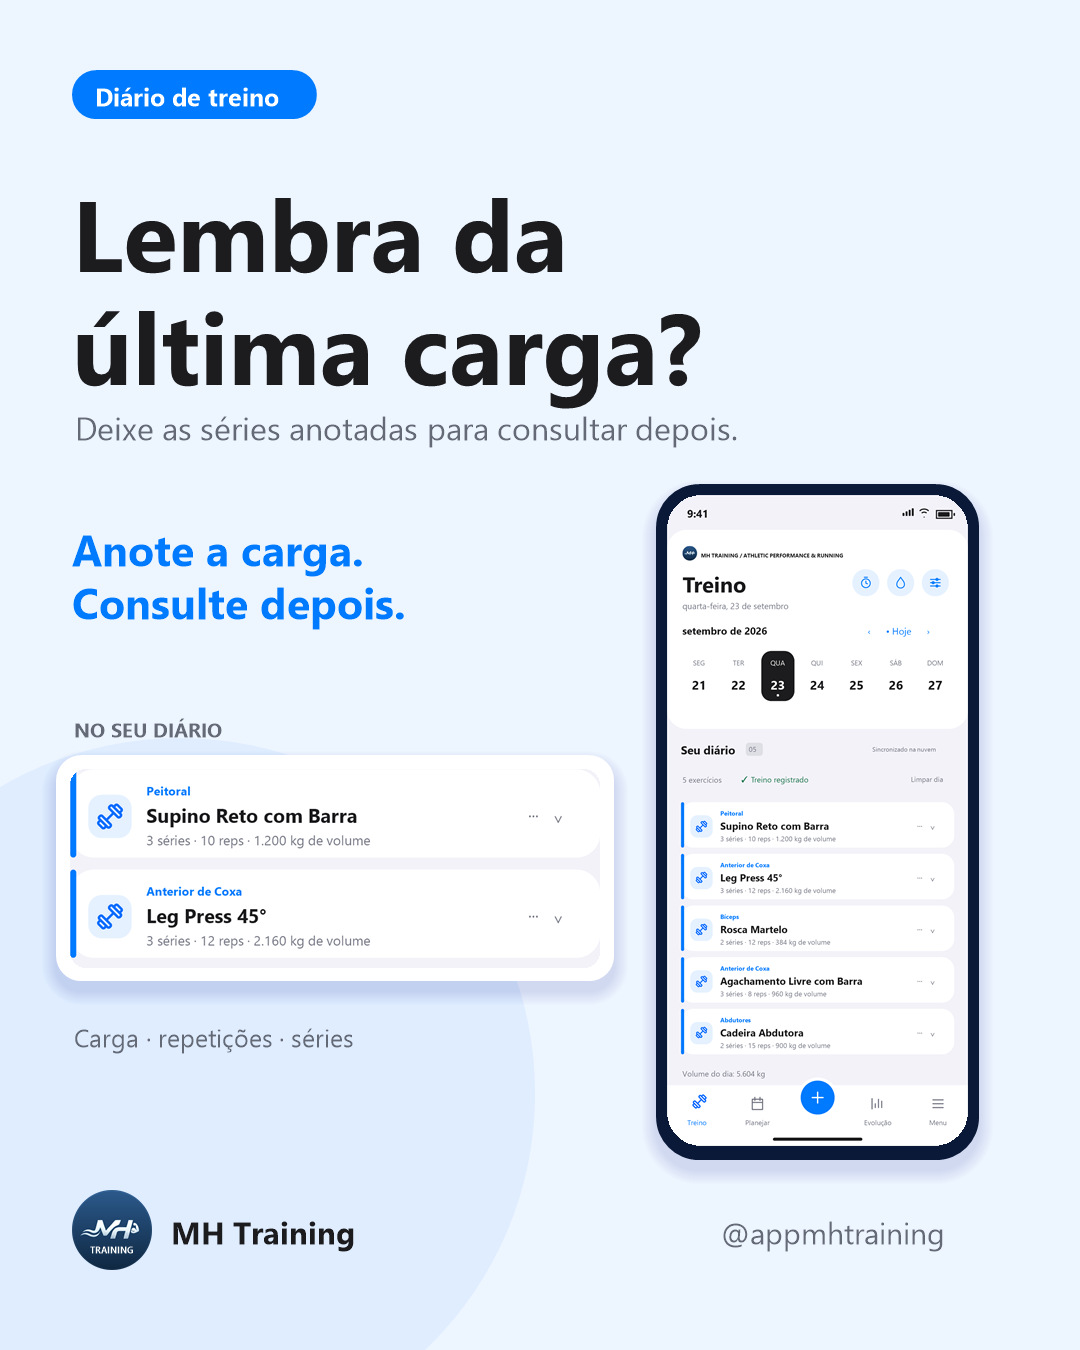 Diário de treino
Lembra da
última carga?
Deixe as séries anotadas para consultar depois.
Anote a carga.
Consulte depois.
NO SEU DIÁRIO
Peitoral
Supino Reto com Barra
3 séries · 10 reps · 1.200 kg de volume
Anterior de Coxa
Leg Press 45°
3 séries · 12 reps · 2.160 kg de volume
Carga · repetições · séries
9:41
MH TRAINING / ATHLETIC PERFORMANCE & RUNNING
Treino
quarta-feira, 23 de setembro
setembro de 2026
‹ • Hoje ›
SEG TER QUA QUI SEX SÁB DOM
21 22 23 24 25 26 27
Seu diário 05 Sincronizado na nuvem
5 exercícios ✓ Treino registrado Limpar dia
Peitoral
Supino Reto com Barra
3 séries · 10 reps · 1.200 kg de volume
Anterior de Coxa
Leg Press 45°
3 séries · 12 reps · 2.160 kg de volume
Bíceps
Rosca Martelo
2 séries · 12 reps · 384 kg de volume
Anterior de Coxa
Agachamento Livre com Barra
3 séries · 8 reps · 960 kg de volume
Abdutores
Cadeira Abdutora
2 séries · 15 reps · 900 kg de volume
Volume do dia: 5.604 kg
Treino Planejar + Evolução Menu
MH
TRAINING
MH Training
@appmhtraining